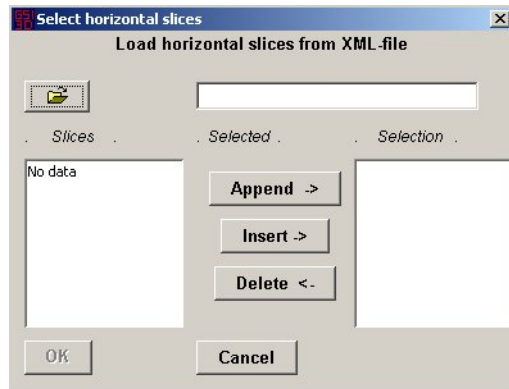 Select horizontal slices
Load horizontal slices from XML-file
. Slices . . Selected . . Selection .
No data
Append ->
Insert ->
Delete <-
OK Cancel